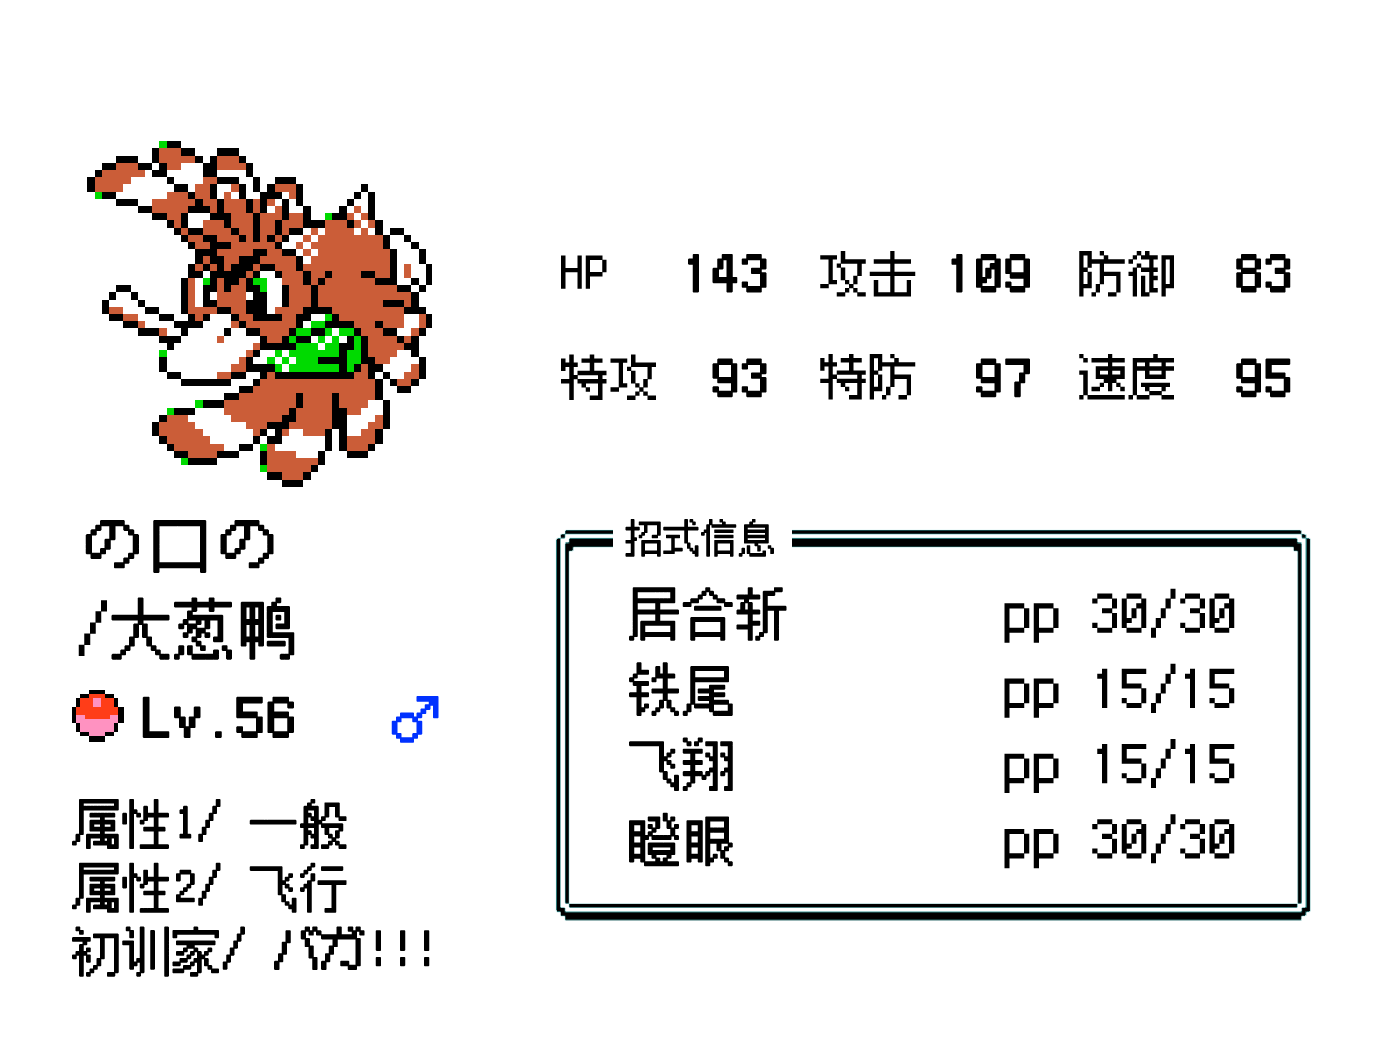 HP 143 攻击 109 防御 83
特攻 93 特防 97 速度 95
の口の
/大葱鸭
Lv.56 ♂
属性1/ 一般
属性2/ 飞行
初训家/ バガ!!!
招式信息
居合斩 pp 30/30
铁尾 pp 15/15
飞翔 pp 15/15
瞪眼 pp 30/30